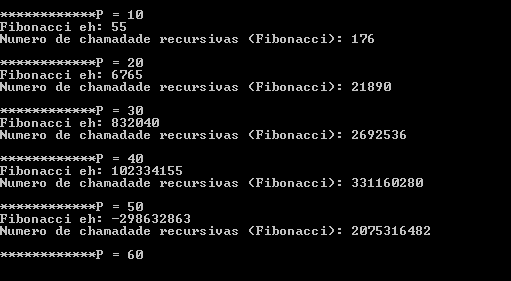 ************P = 10
Fibonacci eh: 55
Numero de chamadade recursivas (Fibonacci): 176
************P = 20
Fibonacci eh: 6765
Numero de chamadade recursivas (Fibonacci): 21890
************P = 30
Fibonacci eh: 832040
Numero de chamadade recursivas (Fibonacci): 2692536
************P = 40
Fibonacci eh: 102334155
Numero de chamadade recursivas (Fibonacci): 331160280
************P = 50
Fibonacci eh: -298632863
Numero de chamadade recursivas (Fibonacci): 2075316482
************P = 60